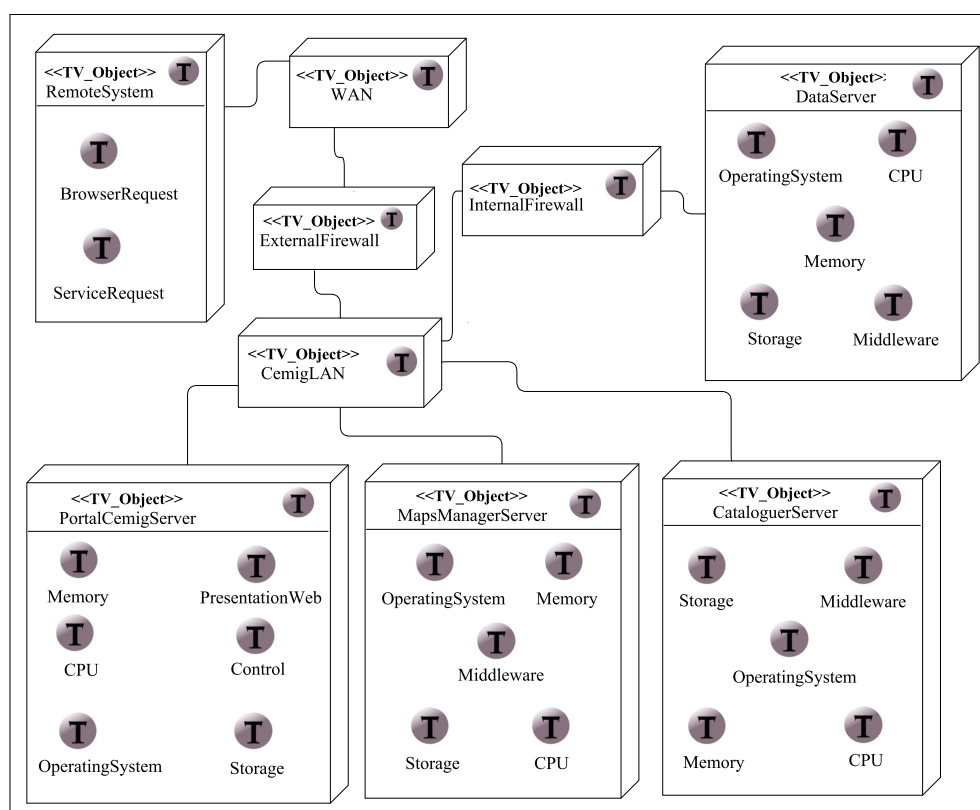 <<TV_Object>> T
RemoteSystem
T
BrowserRequest
T
ServiceRequest
<<TV_Object>> T
WAN
<<TV_Object>> T
ExternalFirewall
<<TV_Object>> T
InternalFirewall
<<TV_Object>> T
DataServer
T T
OperatingSystem CPU
T
Memory
T T
Storage Middleware
<<TV_Object>> T
CemigLAN
<<TV_Object>> T
PortalCemigServer
T T
Memory PresentationWeb
T T
CPU Control
T T
OperatingSystem Storage
<<TV_Object>> T
MapsManagerServer
T T
OperatingSystem Memory
T
Middleware
T T
Storage CPU
<<TV_Object>> T
CataloguerServer
T T
Storage Middleware
T
OperatingSystem
T T
Memory CPU